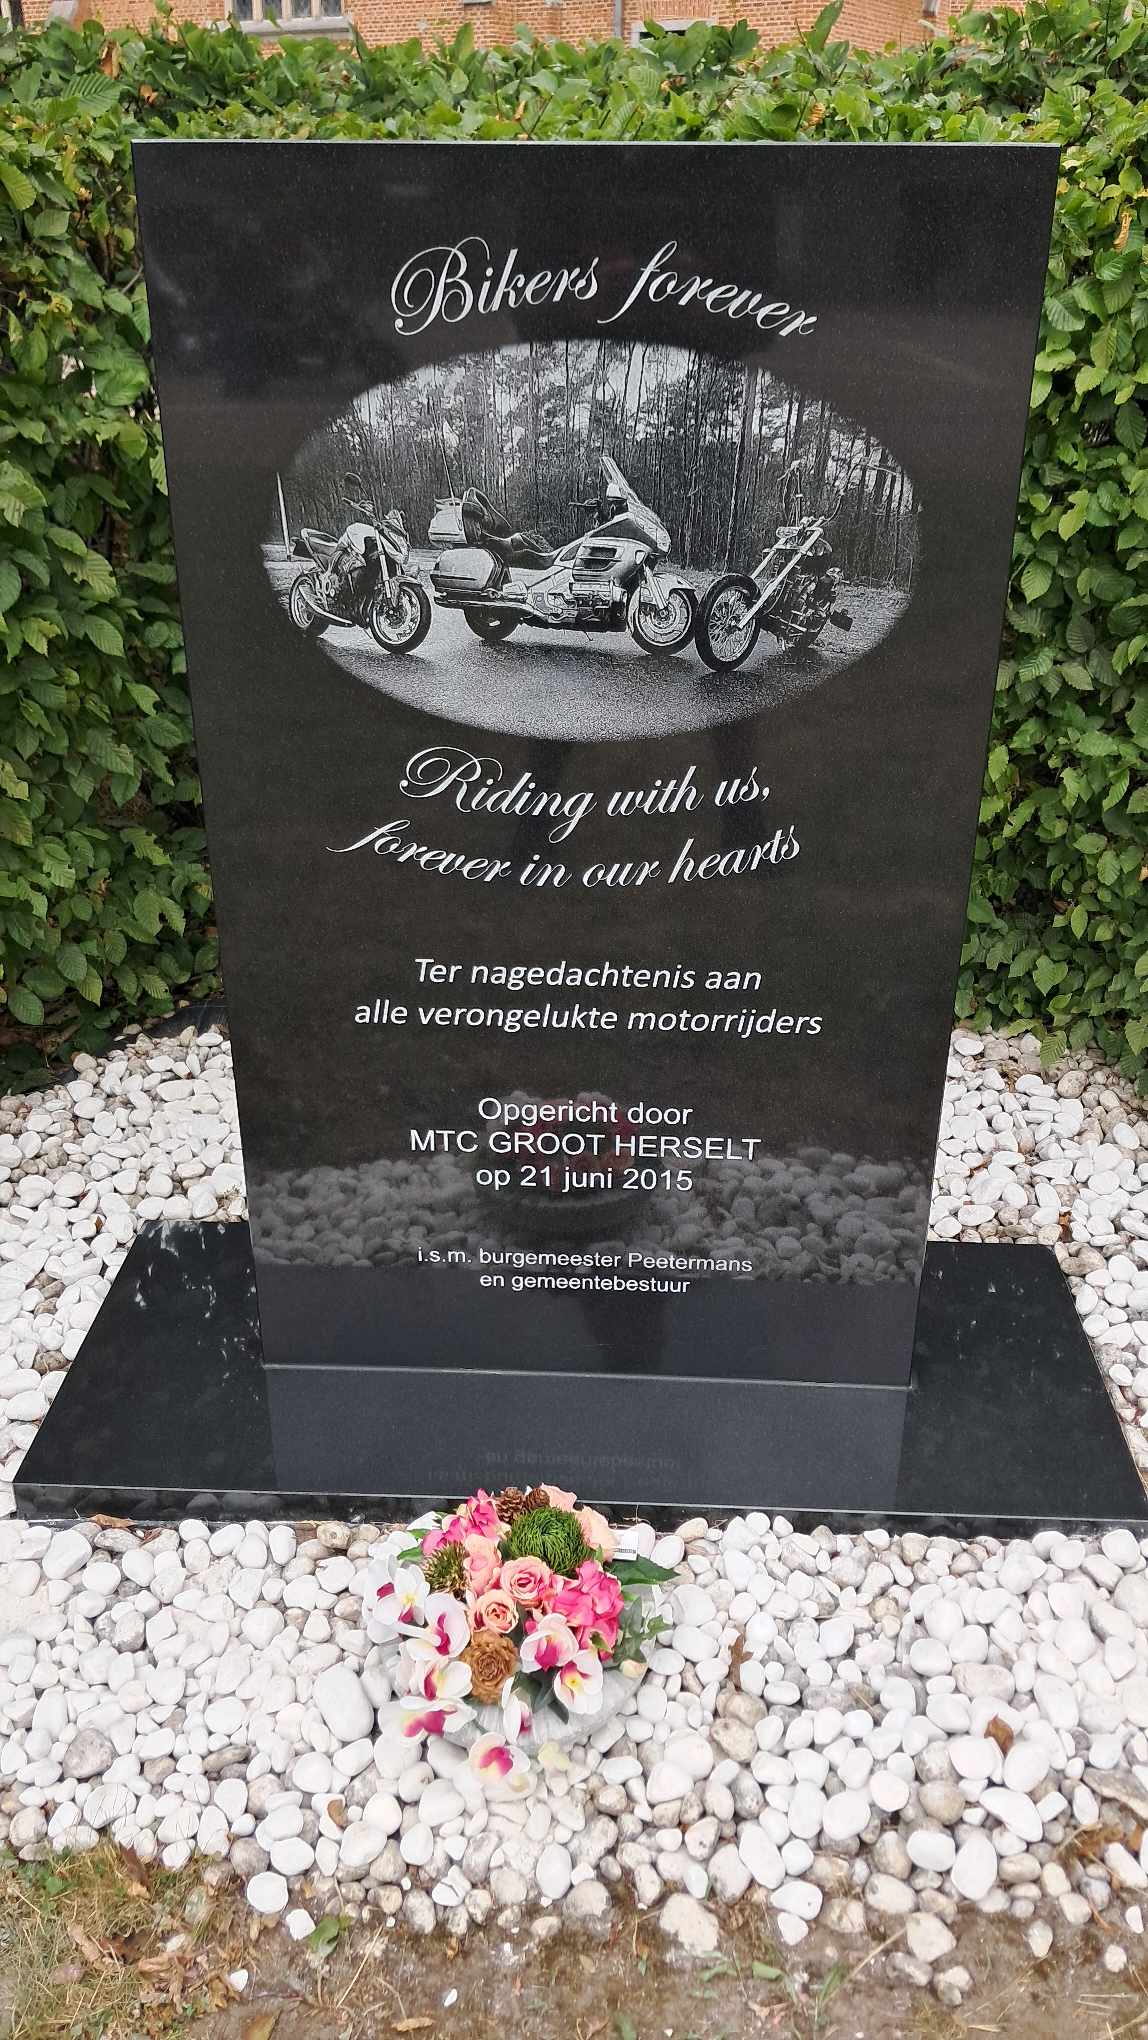 Bikers forever
Riding with us,
forever in our hearts
Ter nagedachtenis aan
alle verongelukte motorrijders
Opgericht door
MTC GROOT HERSELT
op 21 juni 2015
i.s.m. burgemeester Peetermans
en gemeentebestuur